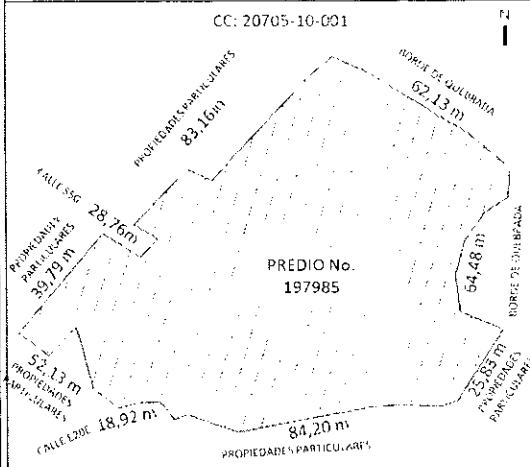 CC: 20705-10-001
N
BORDE DE QUEBRADA
62,13 m
PROPIEDADES PARTICULARES
83,16m
CALLE S5G
28,76m
PROPIEDADES
PARTICULARES
39,79 m
PREDIO No.
197985
64,48 m
BORDE DE QUEBRADA
25,83 m
PROPIEDADES
PARTICULARES
52,13 m
PROPIEDADES
PARTICULARES
CALLE E20E 18,92 m
84,20 m
PROPIEDADES PARTICULARES